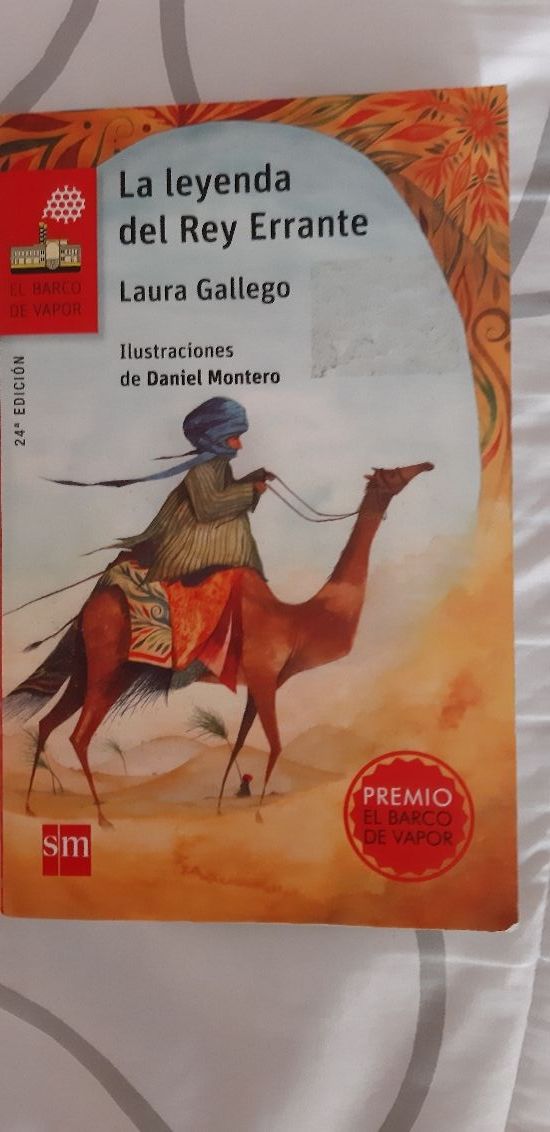 La leyenda
del Rey Errante
Laura Gallego
Ilustraciones
de Daniel Montero
EL BARCO
DE VAPOR
24ª EDICIÓN
PREMIO
EL BARCO
DE VAPOR
sm